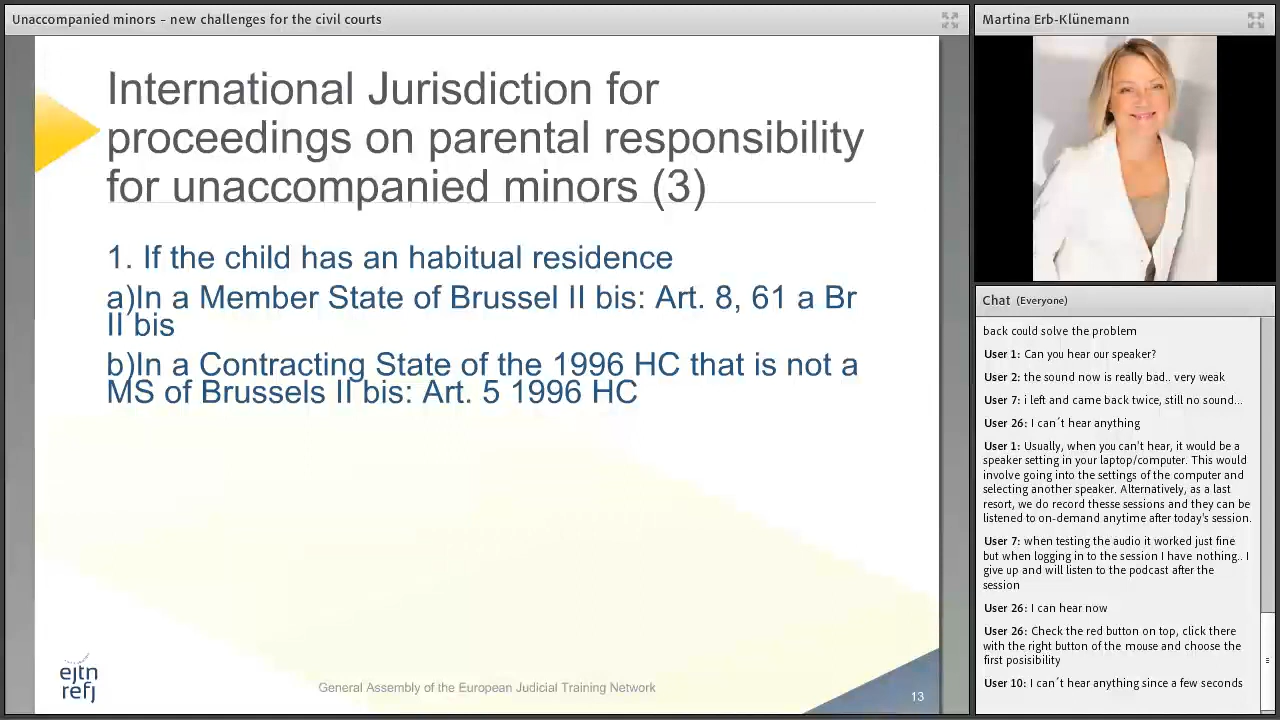 Unaccompanied minors – new challenges for the civil courts
International Jurisdiction for
proceedings on parental responsibility
for unaccompanied minors (3)
1. If the child has an habitual residence
a)In a Member State of Brussel II bis: Art. 8, 61 a Br
II bis
b)In a Contracting State of the 1996 HC that is not a
MS of Brussels II bis: Art. 5 1996 HC
ejtn
refj
General Assembly of the European Judicial Training Network
13
Martina Erb-Klünemann
Chat (Everyone)
back could solve the problem
User 1: Can you hear our speaker?
User 2: the sound now is really bad.. very weak
User 7: i left and came back twice, still no sound...
User 26: I can´t hear anything
User 1: Usually, when you can't hear, it would be a
speaker setting in your laptop/computer. This would
involve going into the settings of the computer and
selecting another speaker. Alternatively, as a last
resort, we do record thesse sessions and they can be
listened to on-demand anytime after today's session.
User 7: when testing the audio it worked just fine
but when logging in to the session I have nothing.. I
give up and will listen to the podcast after the
session
User 26: I can hear now
User 26: Check the red button on top, click there
with the right button of the mouse and choose the
first posisibility
User 10: I can´t hear anything since a few seconds